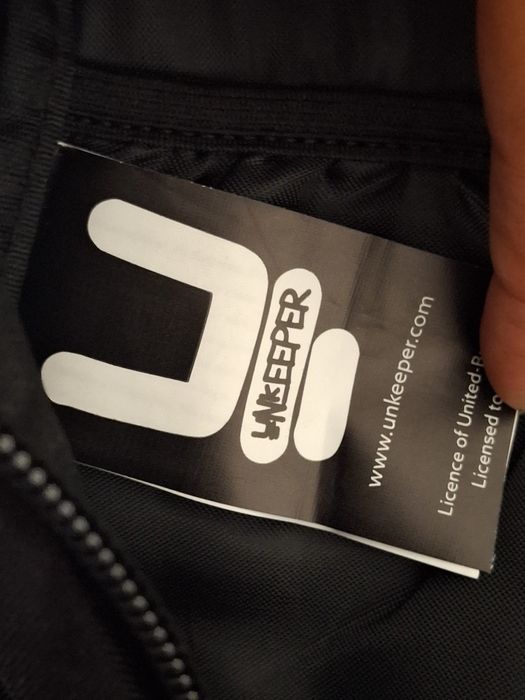 UNKEEPER
www.unkeeper.com
Licence of United-
Licensed to